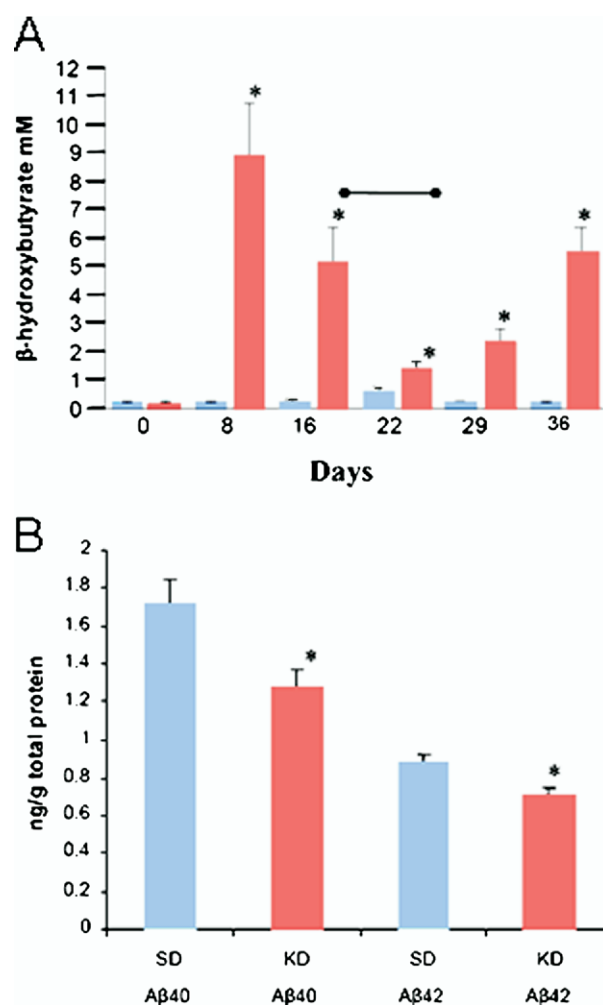 A
β-hydroxybutyrate mM
12
11
10
9
8
7
6
5
4
3
2
1
0
* * * * *
0 8 16 22 29 36
Days
B
ng/g total protein
2
1.8
1.6
1.4
1.2
1
0.8
0.6
0.4
0.2
0
* *
SD KD SD KD
Aβ40 Aβ40 Aβ42 Aβ42